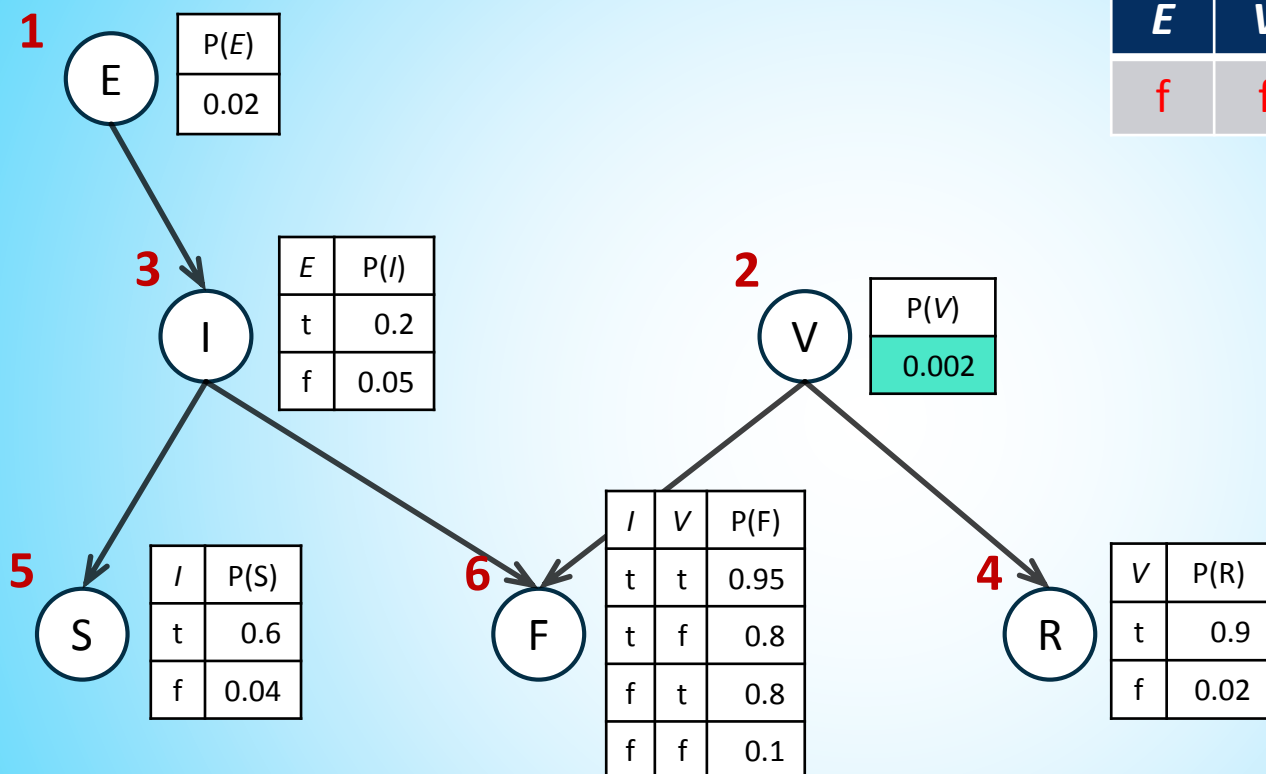 1
E
P(E)
0.02
E
f
f
3
I
E P(I)
t 0.2
f 0.05
2
V
P(V)
0.002
5
S
I P(S)
t 0.6
f 0.04
6
F
I V P(F)
t t 0.95
t f 0.8
f t 0.8
f f 0.1
4
R
V P(R)
t 0.9
f 0.02